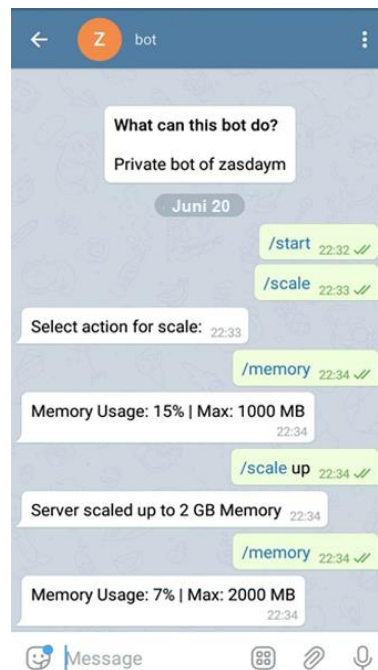 Z bot
What can this bot do?
Private bot of zasdaym
Juni 20
/start 22:32
/scale 22:33
Select action for scale: 22:33
/memory 22:34
Memory Usage: 15% | Max: 1000 MB
22:34
/scale up 22:34
Server scaled up to 2 GB Memory 22:34
/memory 22:34
Memory Usage: 7% | Max: 2000 MB
22:34
Message